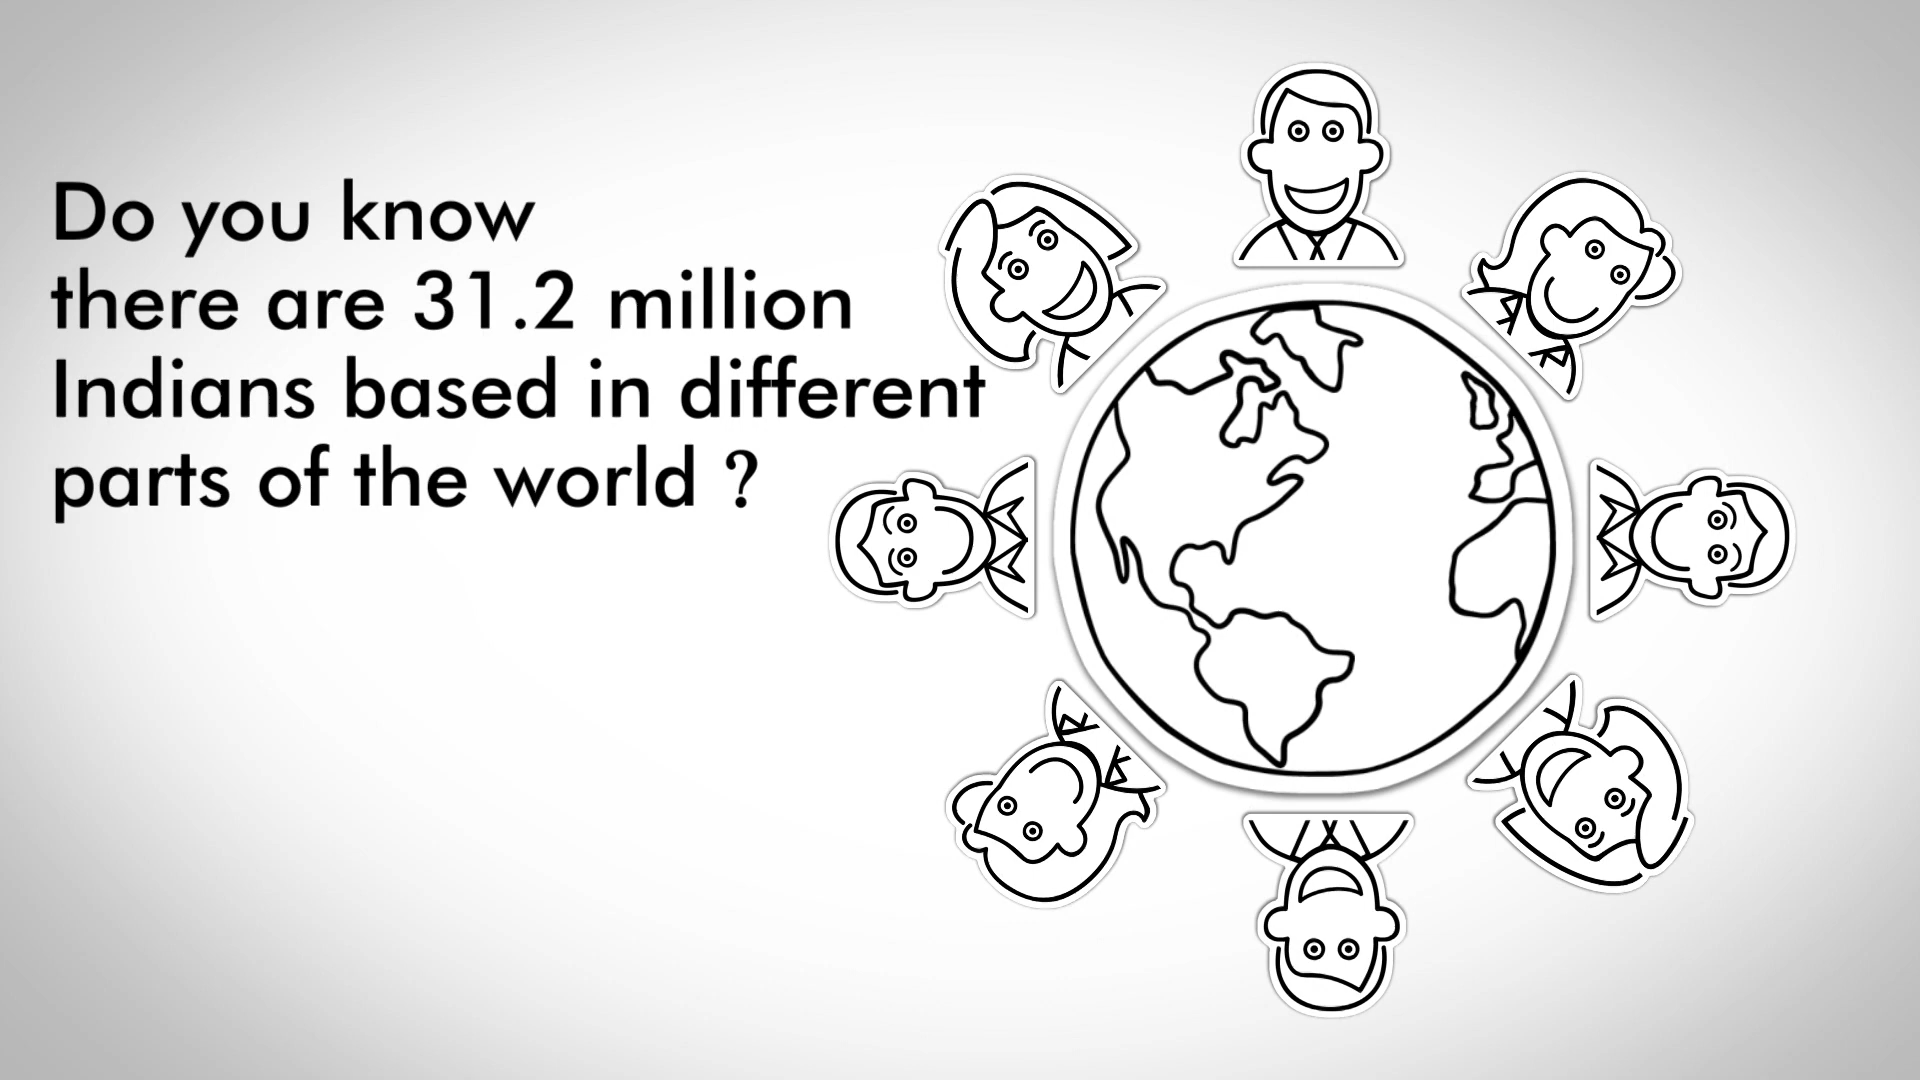 Do you know
there are 31.2 million
Indians based in different
parts of the world ?